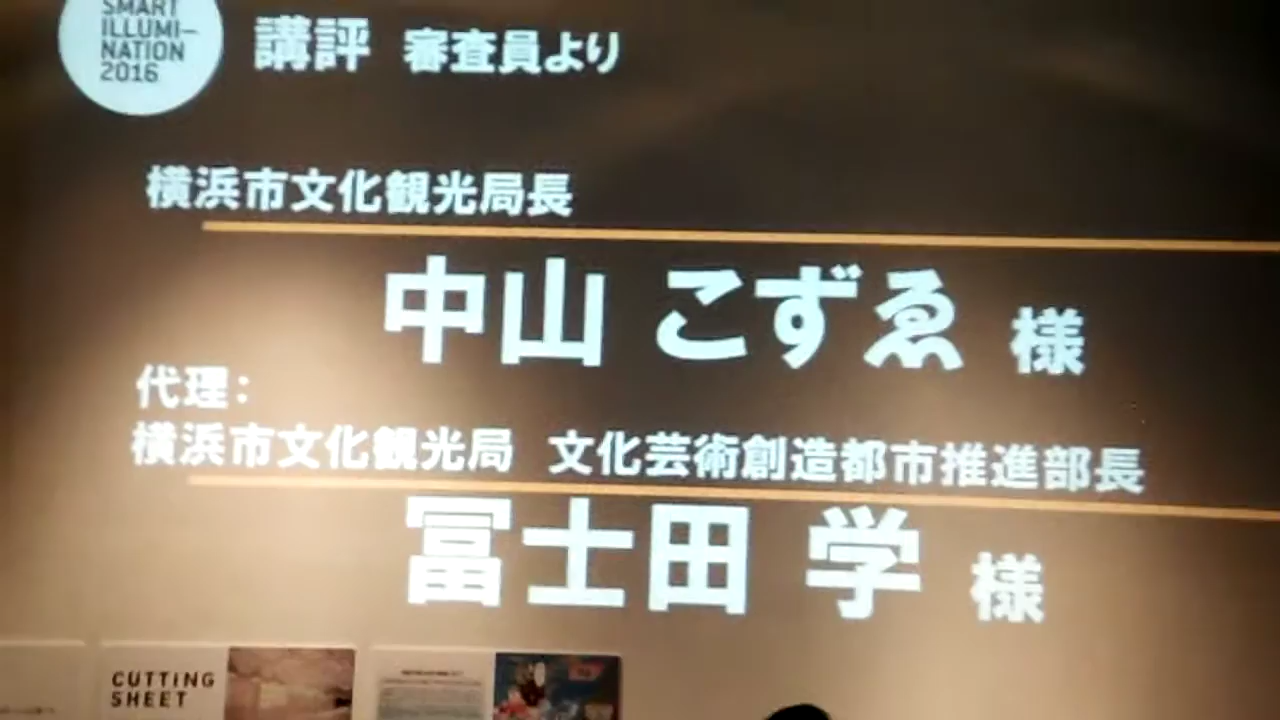 SMART
ILLUMI–
NATION
2016
講評 審査員より
横浜市文化観光局長
中山 こずゑ 様
代理：
横浜市文化観光局 文化芸術創造都市推進部長
冨士田 学 様
CUTTING
SHEET